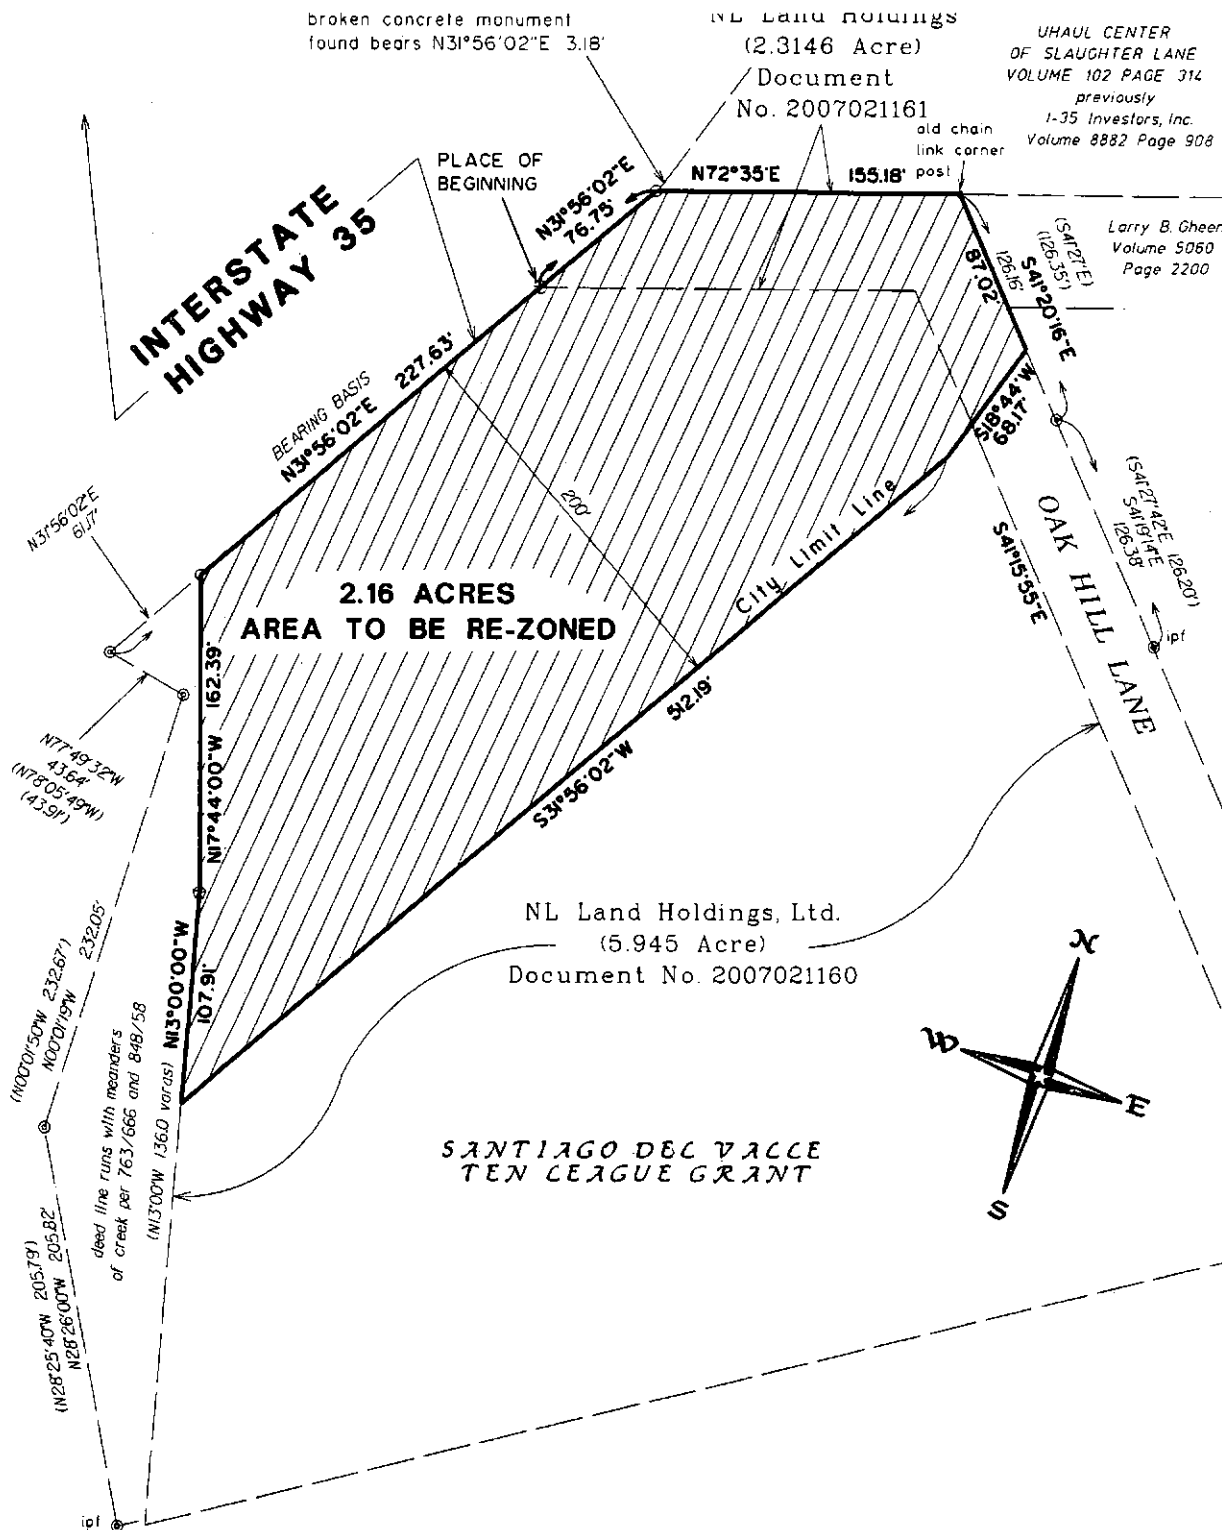 broken concrete monument
found bears N31°56'02"E 3.18'
NL Land Holdings
(2.3146 Acre)
Document
No. 2007021161
UHAUL CENTER
OF SLAUGHTER LANE
VOLUME 102 PAGE 314
previously
I-35 Investors, Inc.
Volume 8882 Page 908
old chain
link corner
post
PLACE OF
BEGINNING
N31°56'02"E
76.75'
N72°35'E 155.18'
Larry B. Gheen
Volume 5060
Page 2200
(S41°27'E)
(126.35')
126.16'
S41°20'16"E
87.02'
INTERSTATE
HIGHWAY 35
BEARING BASIS
N31°56'02"E 227.63'
S18°44'W
68.17'
200'
City Limit Line
N31°56'02"E
61.17'
(S41°27'42"E 126.20')
S41°19'14"E
126.38'
ipf
OAK HILL LANE
S41°15'55"E
2.16 ACRES
AREA TO BE RE-ZONED
N17°44'00"W 162.39'
512.19'
S31°56'02"W
N77°49'32"W
43.64'
(N78°05'49"W)
(43.91')
NL Land Holdings, Ltd.
(5.945 Acre)
Document No. 2007021160
(N00°01'50"W 232.67')
N00°01'19"W 232.05'
N13°00'00"W
107.91'
deed line runs with meanders
of creek per 763/666 and 848/58
(N13°00'W 136.0 varas)
N
W
E
S
SANTIAGO DEL VALLE
TEN LEAGUE GRANT
(N28°25'40"W 205.79')
N28°26'00"W 205.82'
ipf